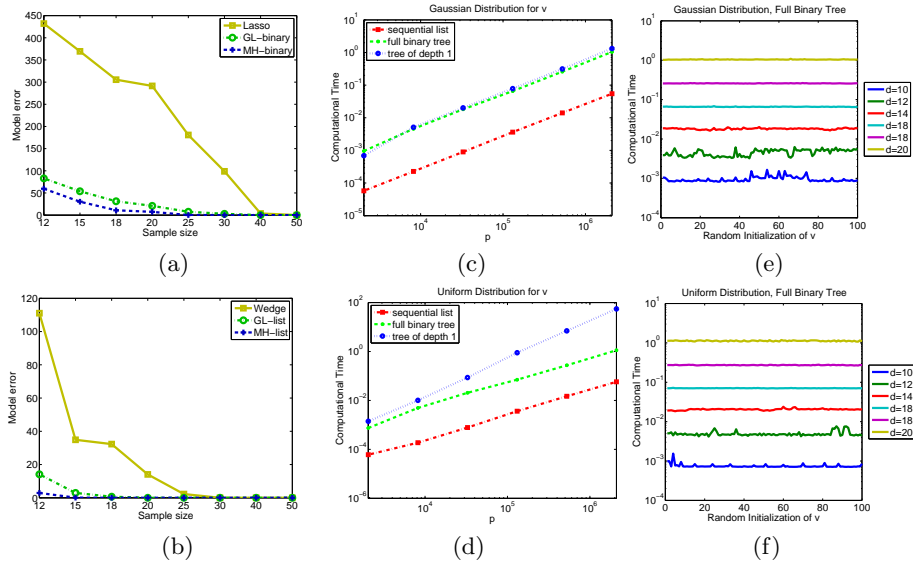 Lasso
GL−binary
MH−binary
450
400
350
300
250
200
150
100
50
0
12 15 18 20 25 30 40 50
Model error
Sample size
(a)
Gaussian Distribution for v
sequential list
full binary tree
tree of depth 1
10^2
10^1
10^0
10^−1
10^−2
10^−3
10^−4
10^−5
10^4 10^5 10^6
Computational Time
p
(c)
Gaussian Distribution, Full Binary Tree
10^1
10^0
10^−1
10^−2
10^−3
10^−4
0 20 40 60 80 100
Computational Time
Random Initialization of v
d=10
d=12
d=14
d=18
d=18
d=20
(e)
Wedge
GL−list
MH−list
120
100
80
60
40
20
0
12 15 18 20 25 30 40 50
Model error
Sample size
(b)
Uniform Distribution for v
sequential list
full binary tree
tree of depth 1
10^2
10^0
10^−2
10^−4
10^−6
10^4 10^5 10^6
Computational Time
p
(d)
Uniform Distribution, Full Binary Tree
10^1
10^0
10^−1
10^−2
10^−3
10^−4
0 20 40 60 80 100
Computational Time
Random Initialization of v
d=10
d=12
d=14
d=18
d=18
d=20
(f)